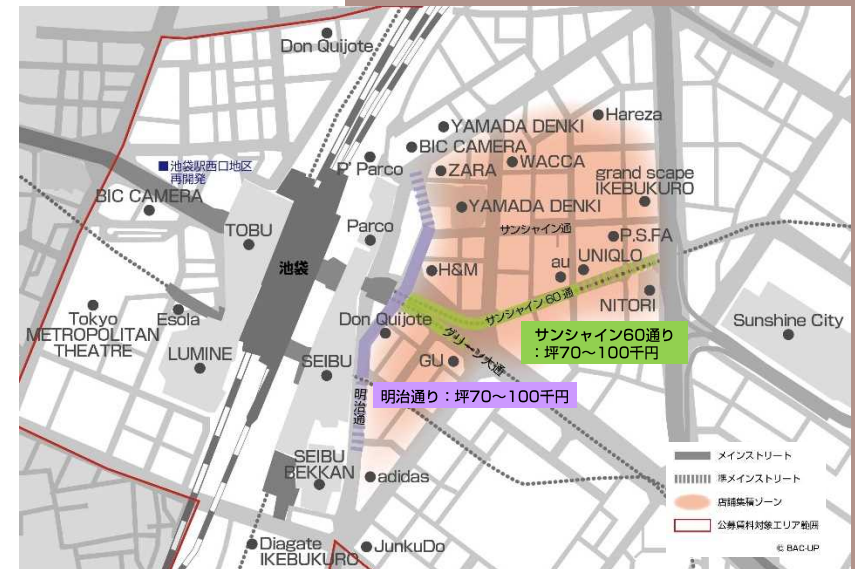 Don Quijote
Hareza
YAMADA DENKI
BIC CAMERA
WACCA
■池袋駅西口地区
再開発
P' Parco
ZARA
grand scape
IKEBUKURO
BIC CAMERA
YAMADA DENKI
TOBU
Parco
サンシャイン通
P.S.FA
池袋
H&M
au
UNIQLO
サンシャイン60通
NITORI
Tokyo
METROPOLITAN
THEATRE
Esola
Don Quijote
Sunshine City
サンシャイン60通り
:坪70〜100千円
グリーン大通
LUMINE
SEIBU
GU
明治通り:坪70〜100千円
明治通
SEIBU
BEKKAN
adidas
メインストリート
準メインストリート
店舗集積ゾーン
公募賃料対象エリア範囲
© BAC-UP
Diagate
IKEBUKURO
JunkuDo